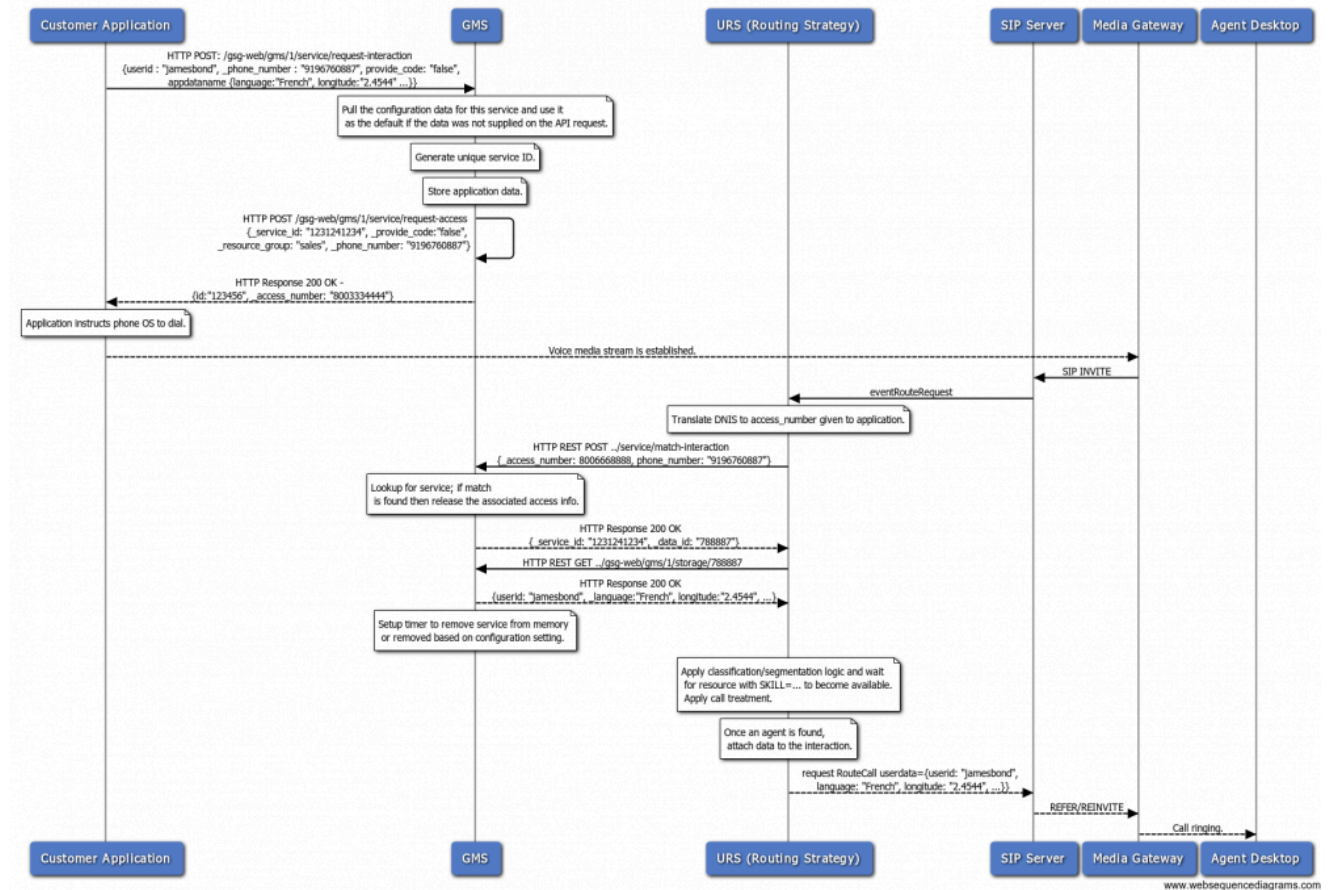 Customer Application
GMS
URS (Routing Strategy)
SIP Server
Media Gateway
Agent Desktop
HTTP POST: /gsg-web/gms/1/service/request-interaction
{userid : "jamesbond", _phone_number : "9196760887", provide_code: "false",
appdataname {language:"French", longitude:"2.4544" ...}}
Pull the configuration data for this service and use it
as the default if the data was not supplied on the API request.
Generate unique service ID.
Store application data.
HTTP POST /gsg-web/gms/1/service/request-access
{_service_id: "1231241234", _provide_code:"false",
_resource_group: "sales", _phone_number: "9196760887"}
HTTP Response 200 OK -
{id:"123456", _access_number: "8003334444"}
Application instructs phone OS to dial.
Voice media stream is established.
SIP INVITE
eventRouteRequest
Translate DNIS to access_number given to application.
HTTP REST POST ../service/match-interaction
{_access_number: 8006668888, phone_number: "9196760887"}
Lookup for service; if match
is found then release the associated access info.
HTTP Response 200 OK
{_service_id: "1231241234", _data_id: "788887"}
HTTP REST GET ../gsg-web/gms/1/storage/788887
HTTP Response 200 OK
{userid: "jamesbond", _language:"French", longitude:"2.4544", ...}
Setup timer to remove service from memory
or removed based on configuration setting.
Apply classification/segmentation logic and wait
for resource with SKILL=... to become available.
Apply call treatment.
Once an agent is found,
attach data to the interaction.
request RouteCall userdata={userid: "jamesbond",
language: "French", longitude: "2.4544", ...}}
REFER/REINVITE
Call ringing.
Customer Application
GMS
URS (Routing Strategy)
SIP Server
Media Gateway
Agent Desktop
www.websequencediagrams.com